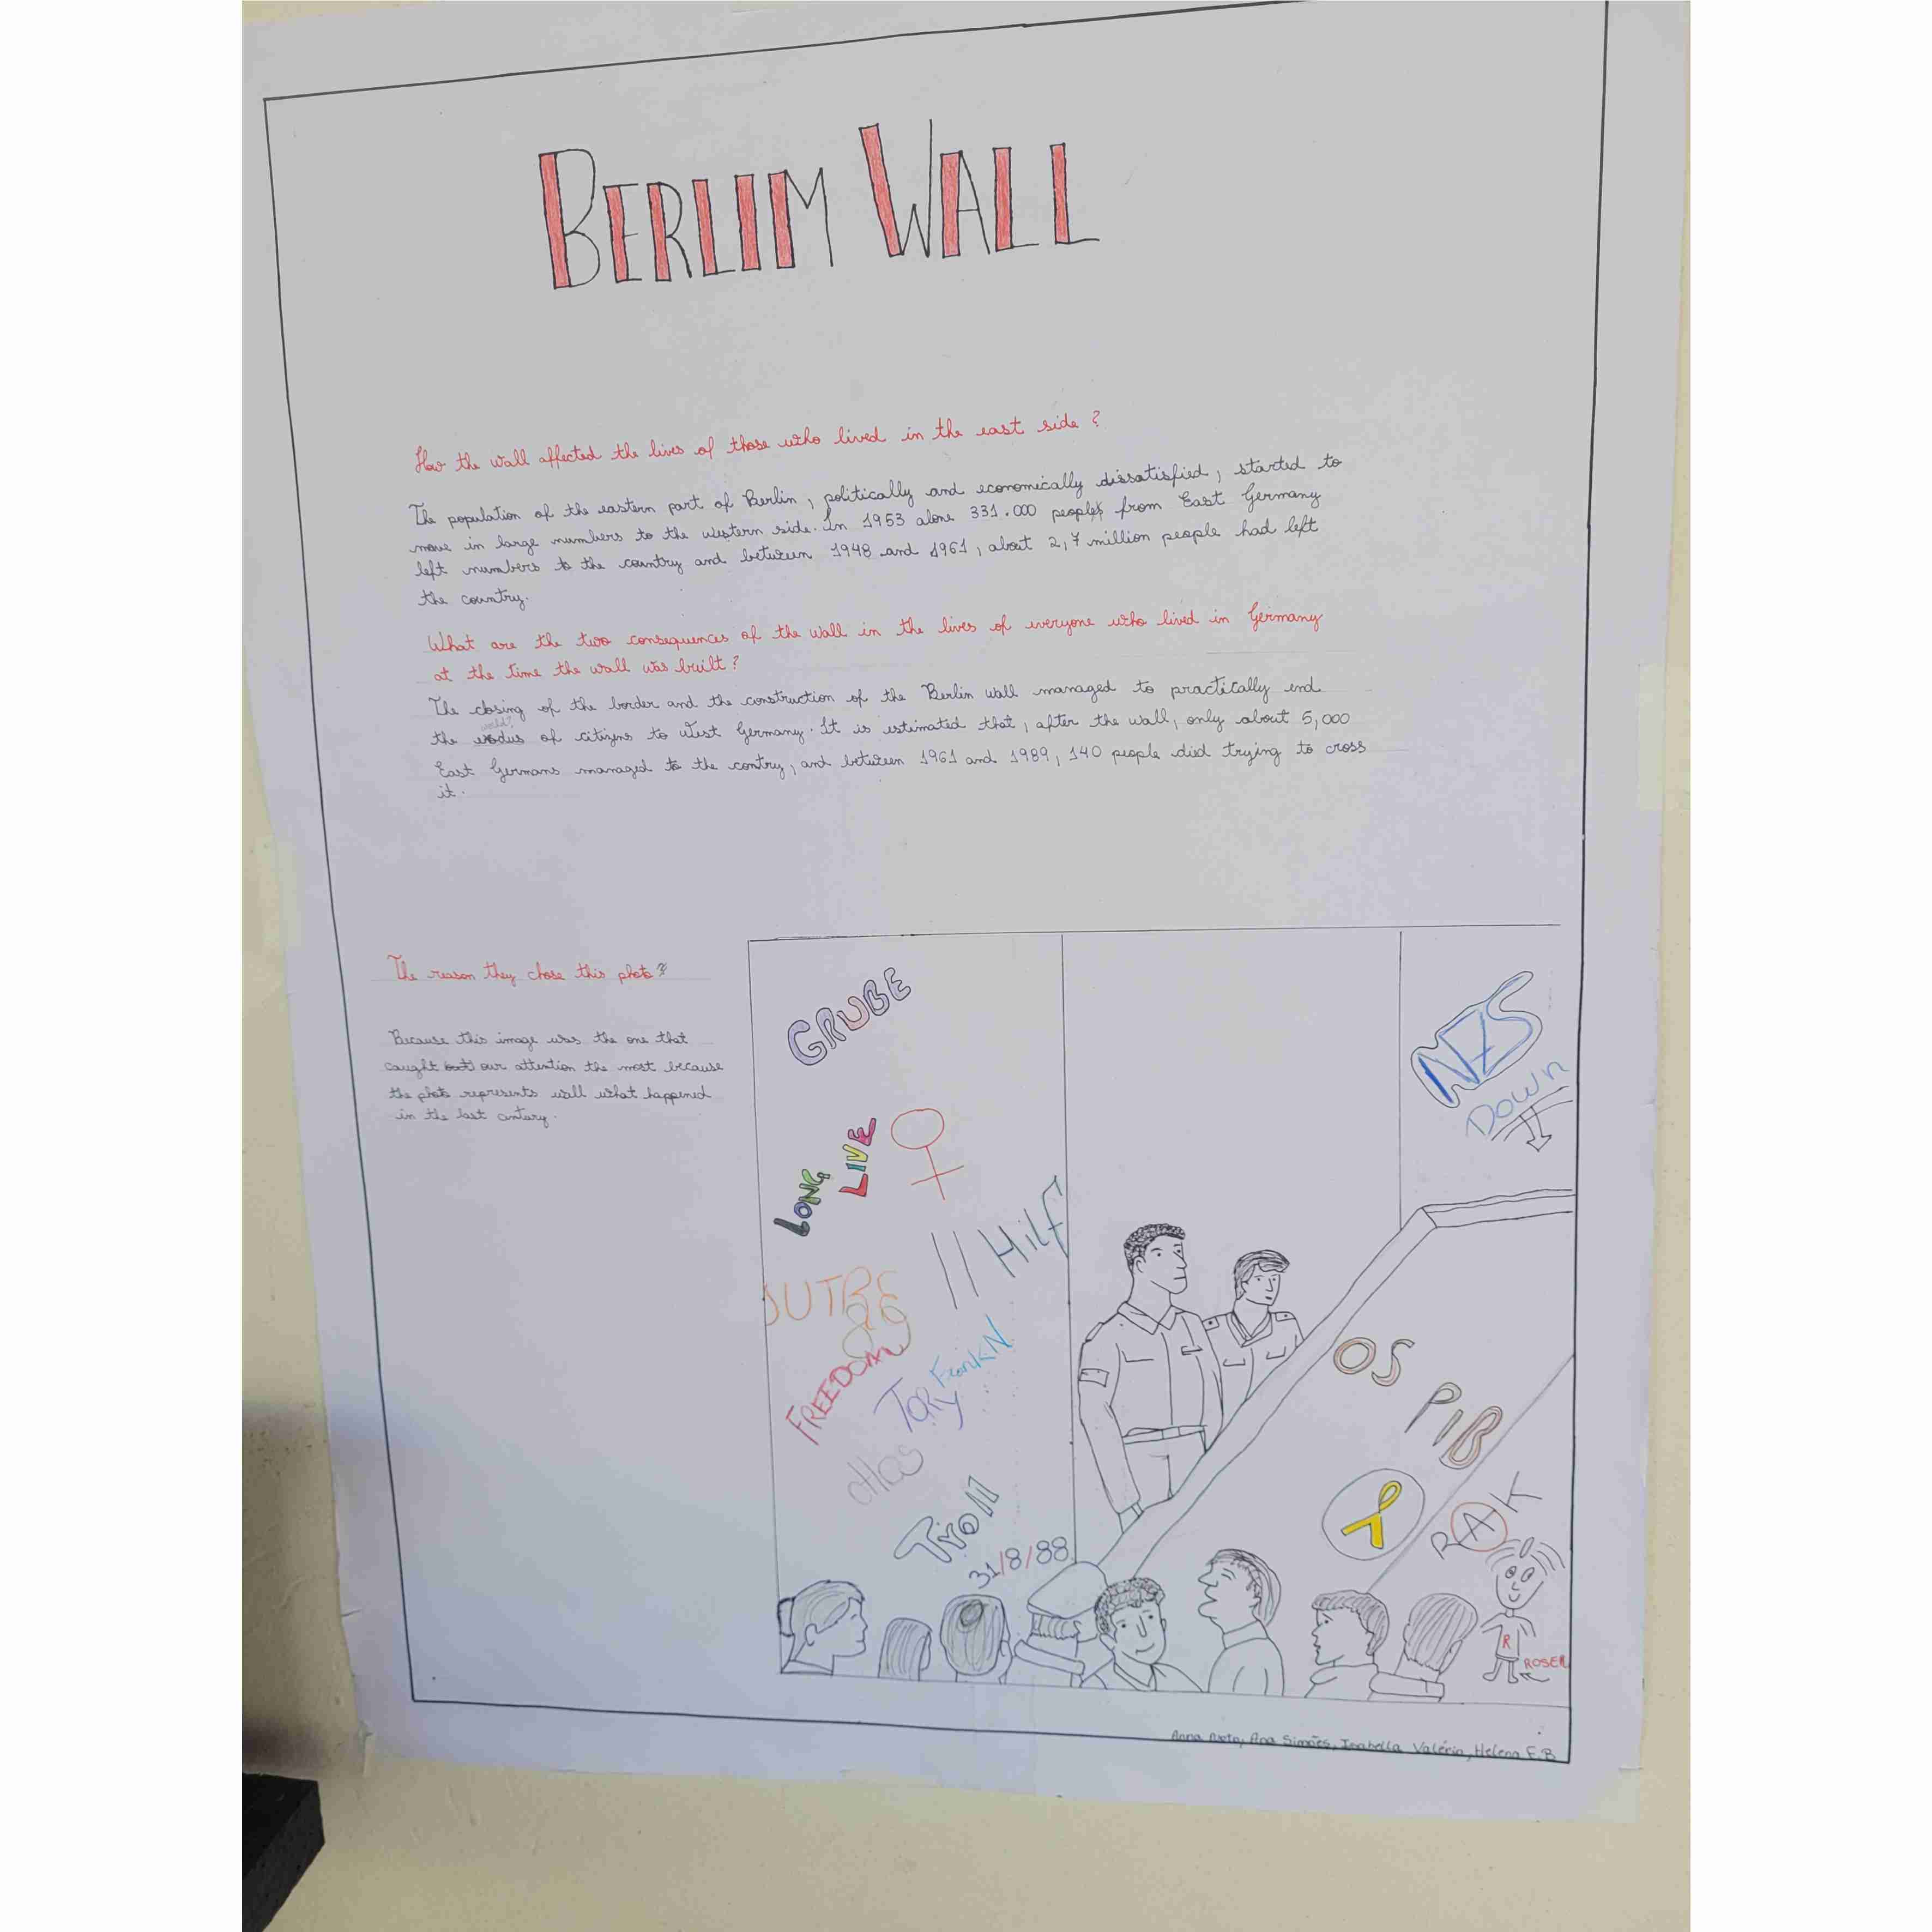 BERLIM WALL
How the wall affected the lives of those who lived in the east side ?
The population of the eastern part of Berlin, politically and economically dissatisfied, started to
move in large numbers to the western side. In 1953 alone 331.000 people from East Germany
left numbers to the country and between 1948 and 1961, about 2,7 million people had left
the country.
What are the two consequences of the wall in the lives of everyone who lived in Germany
at the time the wall was built?
The closing of the border and the construction of the Berlin wall managed to practically end
the exodus of citizens to West Germany. It is estimated that, after the wall, only about 5,000
East Germans managed to the contry, and between 1961 and 1989, 140 people died trying to cross
it.
The reason they chose this photo?
Because this image was the one that
caught our attention the most because
the photo represents well what happened
in the last century.
GRUBE
LONG
LIVE
Hilf
FREEDOM
TORY
FrankN
Troll
31/8/88
NZS
DOWN
OS PIB
RAK
R
ROSER
Ana Simões, Isabella Valéria, Helena F.B